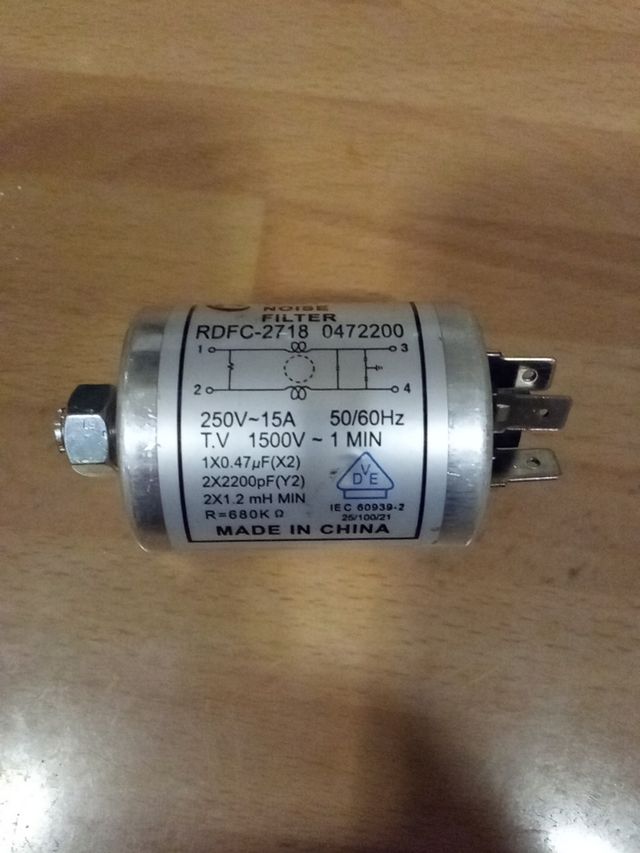 NOISE
FILTER
RDFC-2718 0472200
1 3
2 4
250V~15A 50/60Hz
T.V 1500V ~ 1 MIN
1X0.47µF(X2)
2X2200pF(Y2)
2X1.2 mH MIN
R=680K Ω
V
D E
IEC 60939-2
25/100/21
MADE IN CHINA